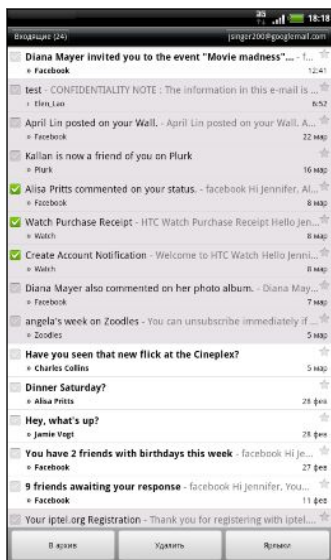 3G 18:18
Входящие (24) jsinger200@googlemail.com
Diana Mayer invited you to the event "Movie madness"... - f...
» Facebook 12:41
test - CONFIDENTIALITY NOTE : The information in this e-mail is ...
Elen_Lao 6:52
April Lin posted on your Wall. - April Lin posted on your Wall. A...
» Facebook 22 мар
Kallan is now a friend of you on Plurk
» Plurk 16 мар
Alisa Pritts commented on your status. - facebook Hi Jennifer, Al...
» Facebook 8 мар
Watch Purchase Receipt - HTC Watch Purchase Receipt Hello Jen...
» Watch 8 мар
Create Account Notification - Welcome to HTC Watch Hello Jenni...
» Watch 8 мар
Diana Mayer also commented on her photo album. - Diana May...
» Facebook 7 мар
angela's week on Zoodles - You can unsubscribe immediately if ...
» Zoodles 5 мар
Have you seen that new flick at the Cineplex?
» Charles Collins 5 мар
Dinner Saturday?
» Alisa Pritts 28 фев
Hey, what's up?
» Jamie Vogt 28 фев
You have 2 friends with birthdays this week - facebook Hi Je...
» Facebook 27 фев
9 friends awaiting your response - facebook Hi Jennifer, You...
» Facebook 11 фев
Your iptel.org Registration - Thank you for registering with iptel....
В архив Удалить Ярлыки